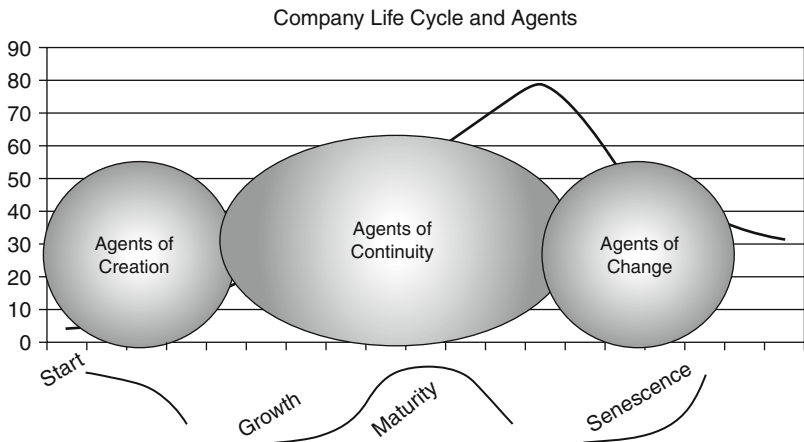 Company Life Cycle and Agents
90
80
70
60
50
40
30
20
10
0
Agents of
Creation
Agents of
Continuity
Agents of
Change
Start
Growth
Maturity
Senescence